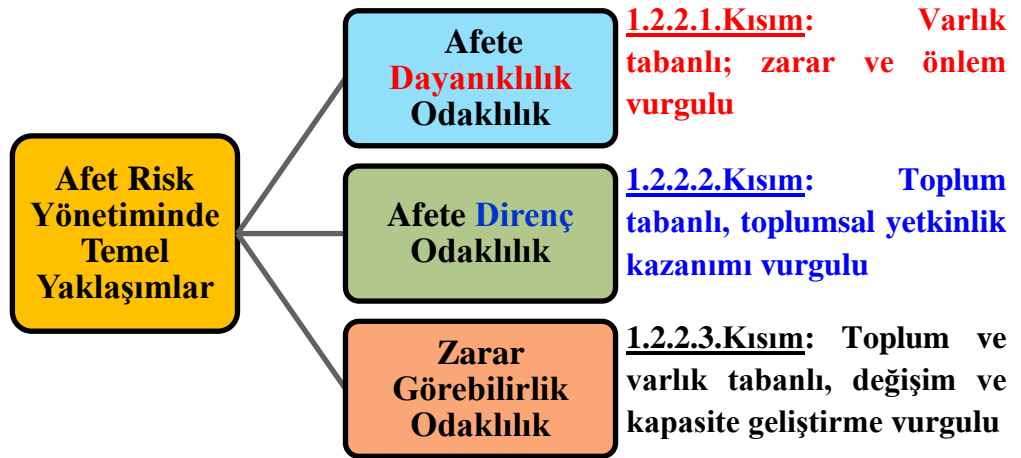 Afet Risk
Yönetiminde
Temel
Yaklaşımlar
Afete
Dayanıklılık
Odaklılık
1.2.2.1.Kısım: Varlık
tabanlı; zarar ve önlem
vurgulu
Afete Direnç
Odaklılık
1.2.2.2.Kısım: Toplum
tabanlı, toplumsal yetkinlik
kazanımı vurgulu
Zarar
Görebilirlik
Odaklılık
1.2.2.3.Kısım: Toplum ve
varlık tabanlı, değişim ve
kapasite geliştirme vurgulu